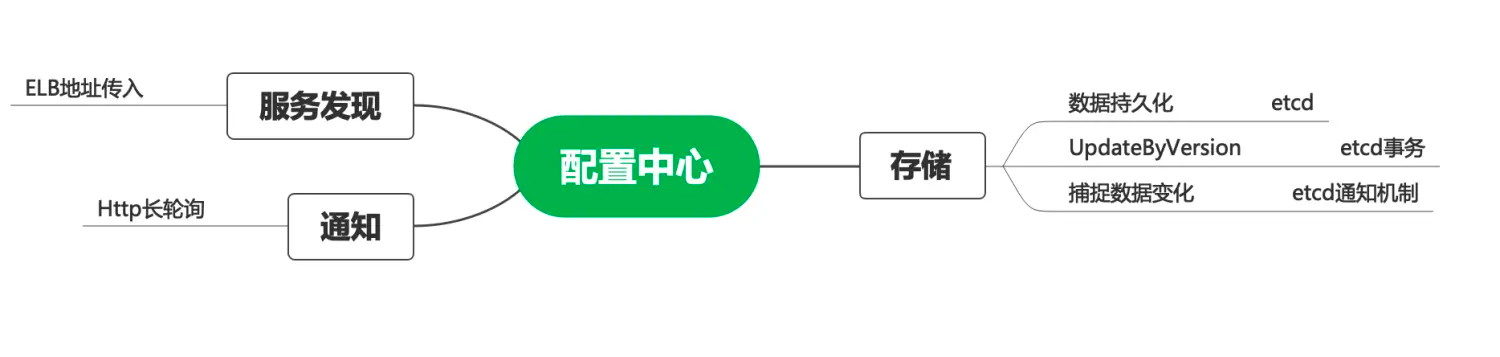 ELB地址传入
服务发现
Http长轮询
通知
配置中心
存储
数据持久化 etcd
UpdateByVersion etcd事务
捕捉数据变化 etcd通知机制